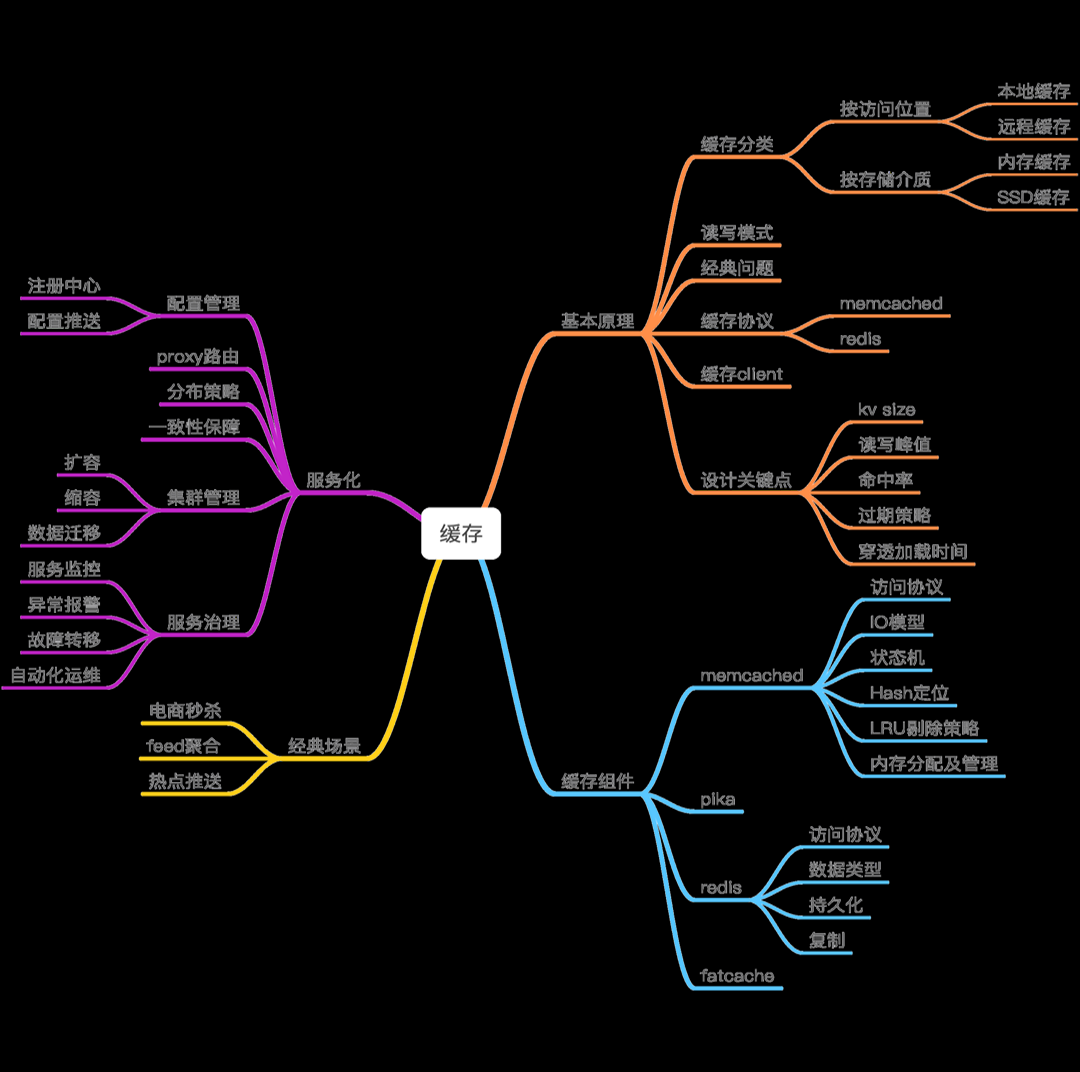 缓存
基本原理
缓存分类
按访问位置
本地缓存
远程缓存
按存储介质
内存缓存
SSD缓存
读写模式
经典问题
缓存协议
memcached
redis
缓存client
设计关键点
kv size
读写峰值
命中率
过期策略
穿透加载时间
缓存组件
memcached
访问协议
IO模型
状态机
Hash定位
LRU剔除策略
内存分配及管理
pika
redis
访问协议
数据类型
持久化
复制
fatcache
服务化
配置管理
注册中心
配置推送
proxy路由
分布策略
一致性保障
集群管理
扩容
缩容
数据迁移
服务治理
服务监控
异常报警
故障转移
自动化运维
经典场景
电商秒杀
feed聚合
热点推送